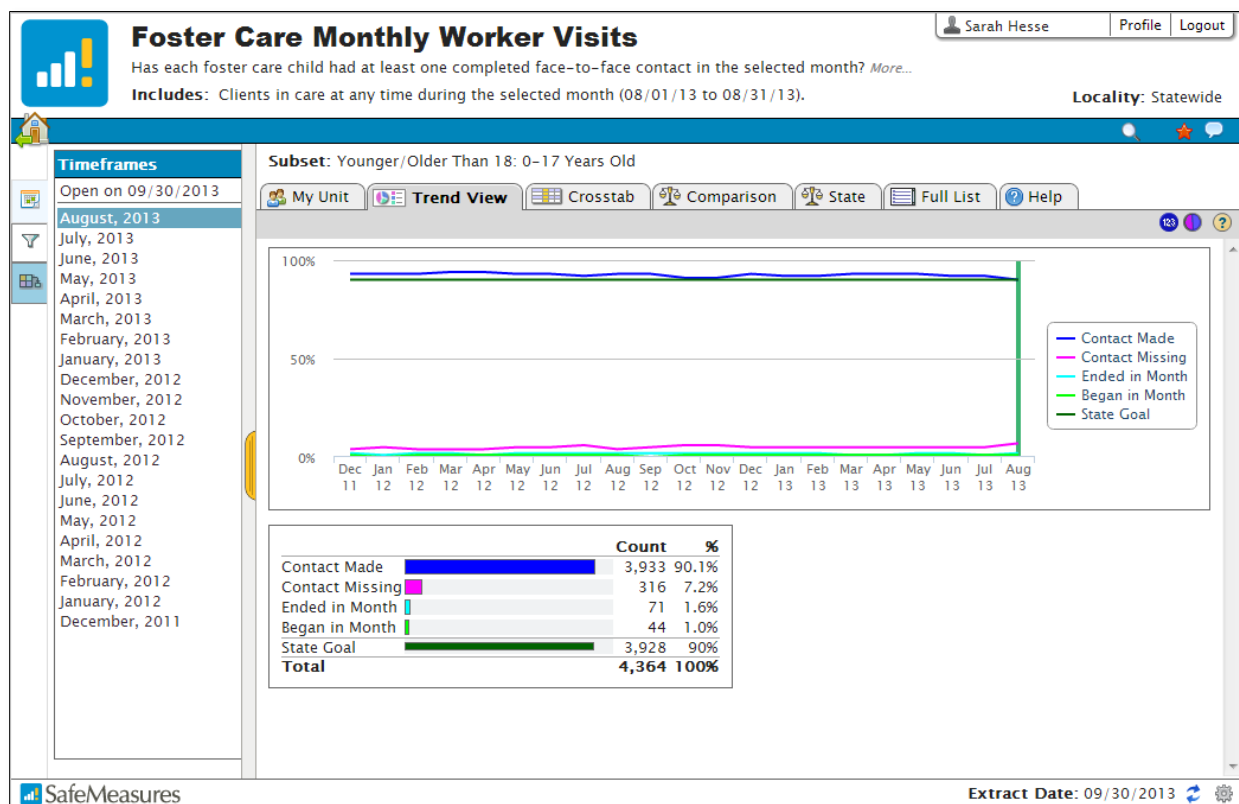 Foster Care Monthly Worker Visits
Sarah Hesse Profile Logout
Has each foster care child had at least one completed face-to-face contact in the selected month? More...
Includes: Clients in care at any time during the selected month (08/01/13 to 08/31/13).
Locality: Statewide
Timeframes
Open on 09/30/2013
August, 2013
July, 2013
June, 2013
May, 2013
April, 2013
March, 2013
February, 2013
January, 2013
December, 2012
November, 2012
October, 2012
September, 2012
August, 2012
July, 2012
June, 2012
May, 2012
April, 2012
March, 2012
February, 2012
January, 2012
December, 2011
Subset: Younger/Older Than 18: 0-17 Years Old
My Unit Trend View Crosstab Comparison State Full List Help
123 ?
100%
50%
0%
Dec Jan Feb Mar Apr May Jun Jul Aug Sep Oct Nov Dec Jan Feb Mar Apr May Jun Jul Aug
11 12 12 12 12 12 12 12 12 12 12 12 12 13 13 13 13 13 13 13 13
Contact Made
Contact Missing
Ended in Month
Began in Month
State Goal
Count %
Contact Made 3,933 90.1%
Contact Missing 316 7.2%
Ended in Month 71 1.6%
Began in Month 44 1.0%
State Goal 3,928 90%
Total 4,364 100%
SafeMeasures
Extract Date: 09/30/2013